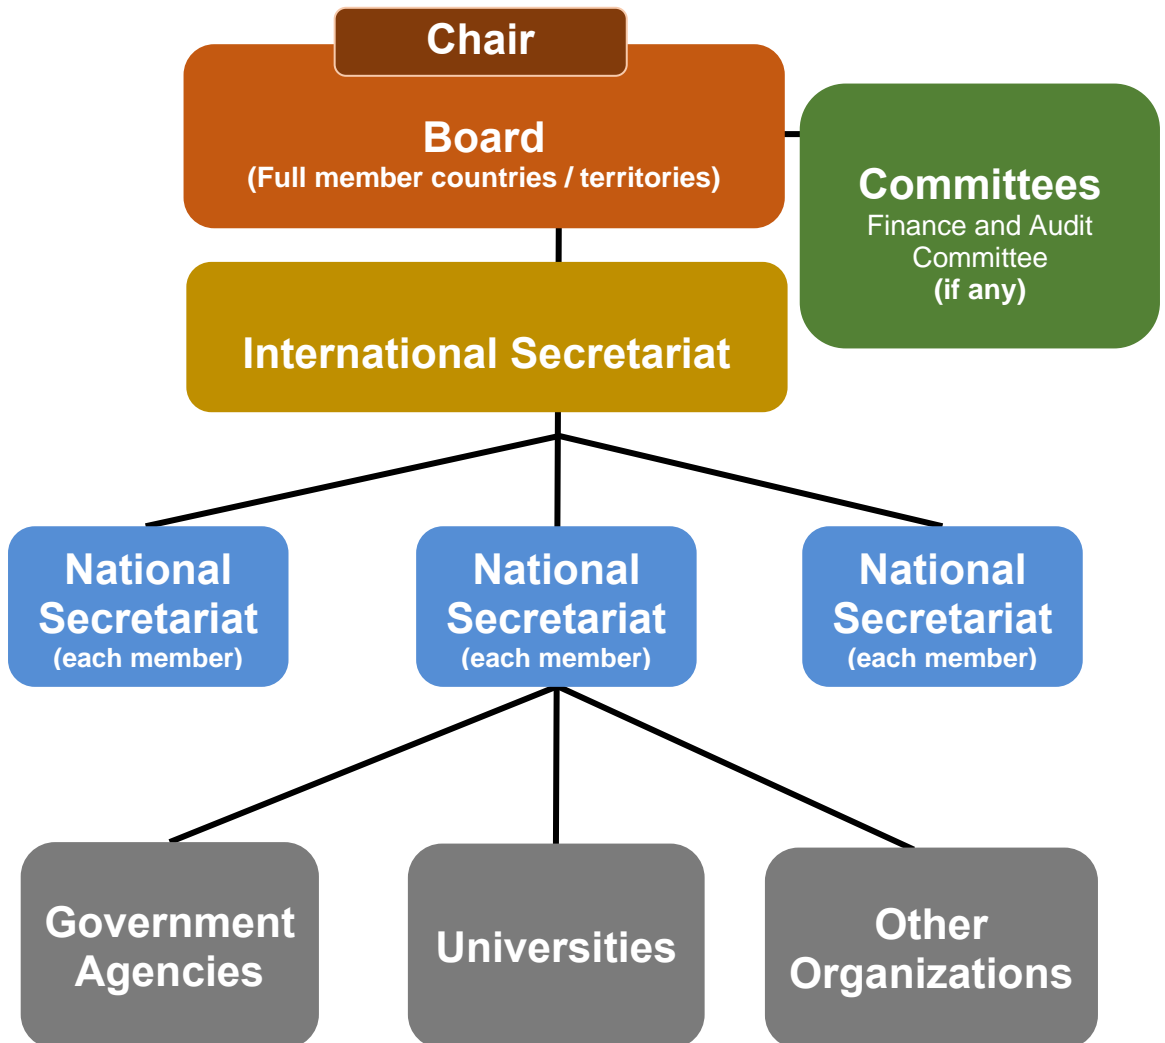 Chair
Board
(Full member countries / territories)
Committees
Finance and Audit
Committee
(if any)
International Secretariat
National
Secretariat
(each member)
National
Secretariat
(each member)
National
Secretariat
(each member)
Government
Agencies
Universities
Other
Organizations